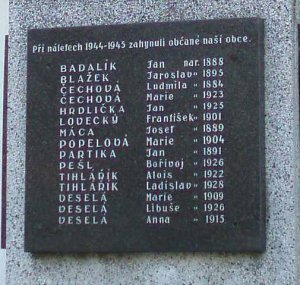 Při náletech 1944-1945 zahynuli občané naší obce.
BADALÍK Jan nar. 1888
BLAŽEK Jaroslav " 1895
ČECHOVÁ Ludmila " 1884
ČECHOVÁ Marie " 1923
HODLIČKA Jan " 1925
LOVECKÝ František " 1901
MÁCA Josef " 1889
POPELOVÁ Marie " 1904
PARTIKA Jan " 1891
PEŠL Bořivoj " 1926
TIHLAŘÍK Alois " 1922
TIHLAŘÍK Ladislav " 1928
DESELÁ Marie " 1909
DESELÁ Libuše " 1926
DESELÁ Anna " 1915